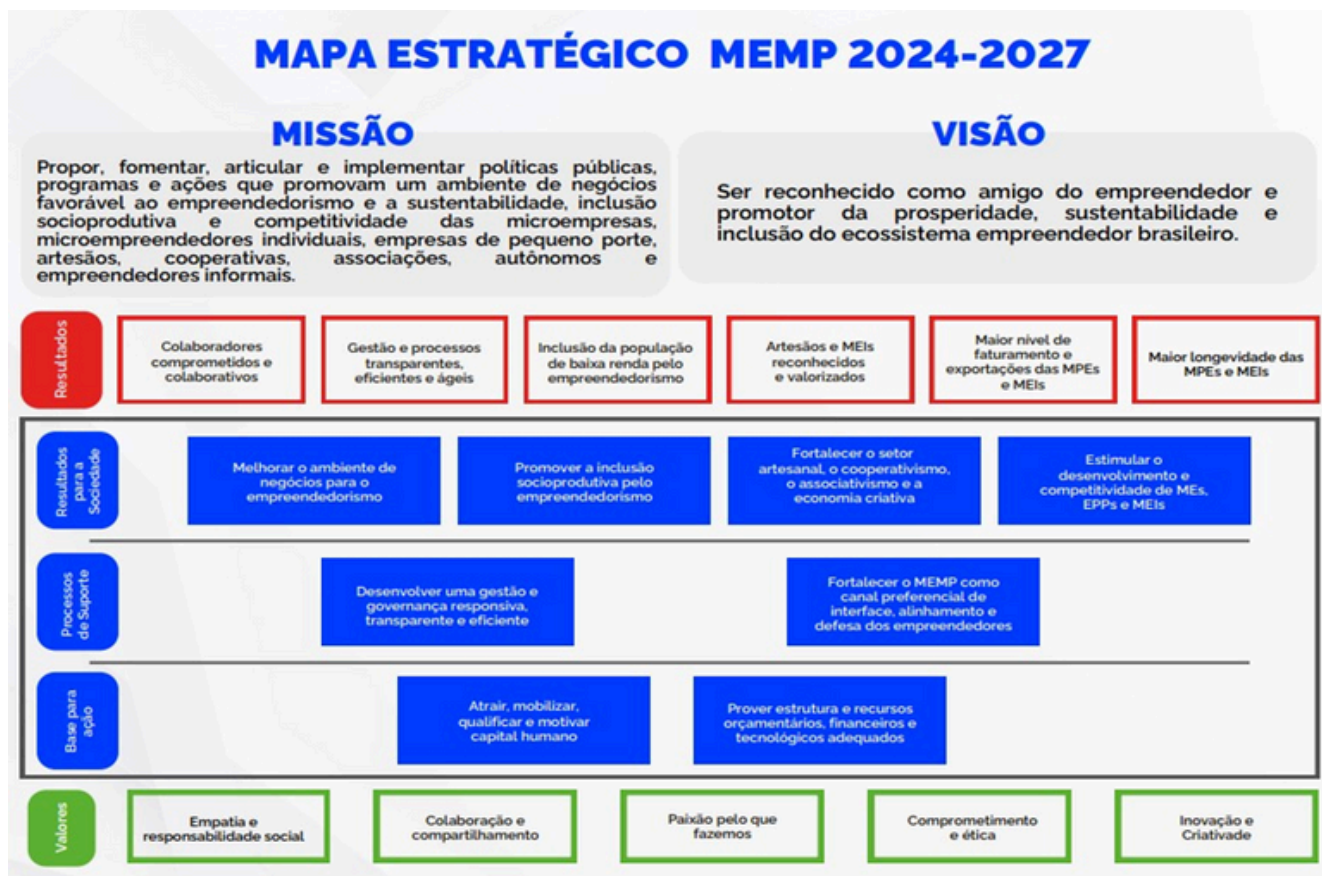 MAPA ESTRATÉGICO MEMP 2024-2027
MISSÃO
Propor, fomentar, articular e implementar políticas públicas,
programas e ações que promovam um ambiente de negócios
favorável ao empreendedorismo e a sustentabilidade, inclusão
socioprodutiva e competitividade das microempresas,
microempreendedores individuais, empresas de pequeno porte,
artesãos, cooperativas, associações, autônomos e
empreendedores informais.
VISÃO
Ser reconhecido como amigo do empreendedor e
promotor da prosperidade, sustentabilidade e
inclusão do ecossistema empreendedor brasileiro.
Resultados
Colaboradores
comprometidos e
colaborativos
Gestão e processos
transparentes,
eficientes e ágeis
Inclusão da população
de baixa renda pelo
empreendedorismo
Artesãos e MEIs
reconhecidos
e valorizados
Maior nível de
faturamento e
exportações das MPEs
e MEIs
Maior longevidade das
MPEs e MEIs
Resultados
para a
Sociedade
Melhorar o ambiente de
negócios para o
empreendedorismo
Promover a inclusão
socioprodutiva pelo
empreendedorismo
Fortalecer o setor
artesanal, o cooperativismo,
o associativismo e a
economia criativa
Estimular o
desenvolvimento e
competitividade de MEs,
EPPs e MEIs
Processos
de Suporte
Desenvolver uma gestão e
governança responsiva,
transparente e eficiente
Fortalecer o MEMP como
canal preferencial de
interface, alinhamento e
defesa dos empreendedores
Base para
ação
Atrair, mobilizar,
qualificar e motivar
capital humano
Prover estrutura e recursos
orçamentários, financeiros e
tecnológicos adequados
Valores
Empatia e
responsabilidade social
Colaboração e
compartilhamento
Paixão pelo que
fazemos
Comprometimento
e ética
Inovação e
Criativade